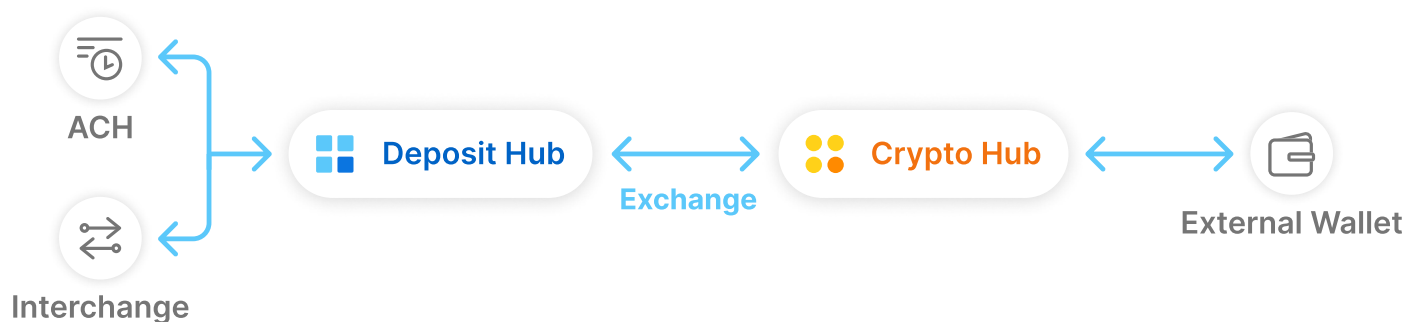 ACH
Deposit Hub
Crypto Hub
Exchange
External Wallet
Interchange